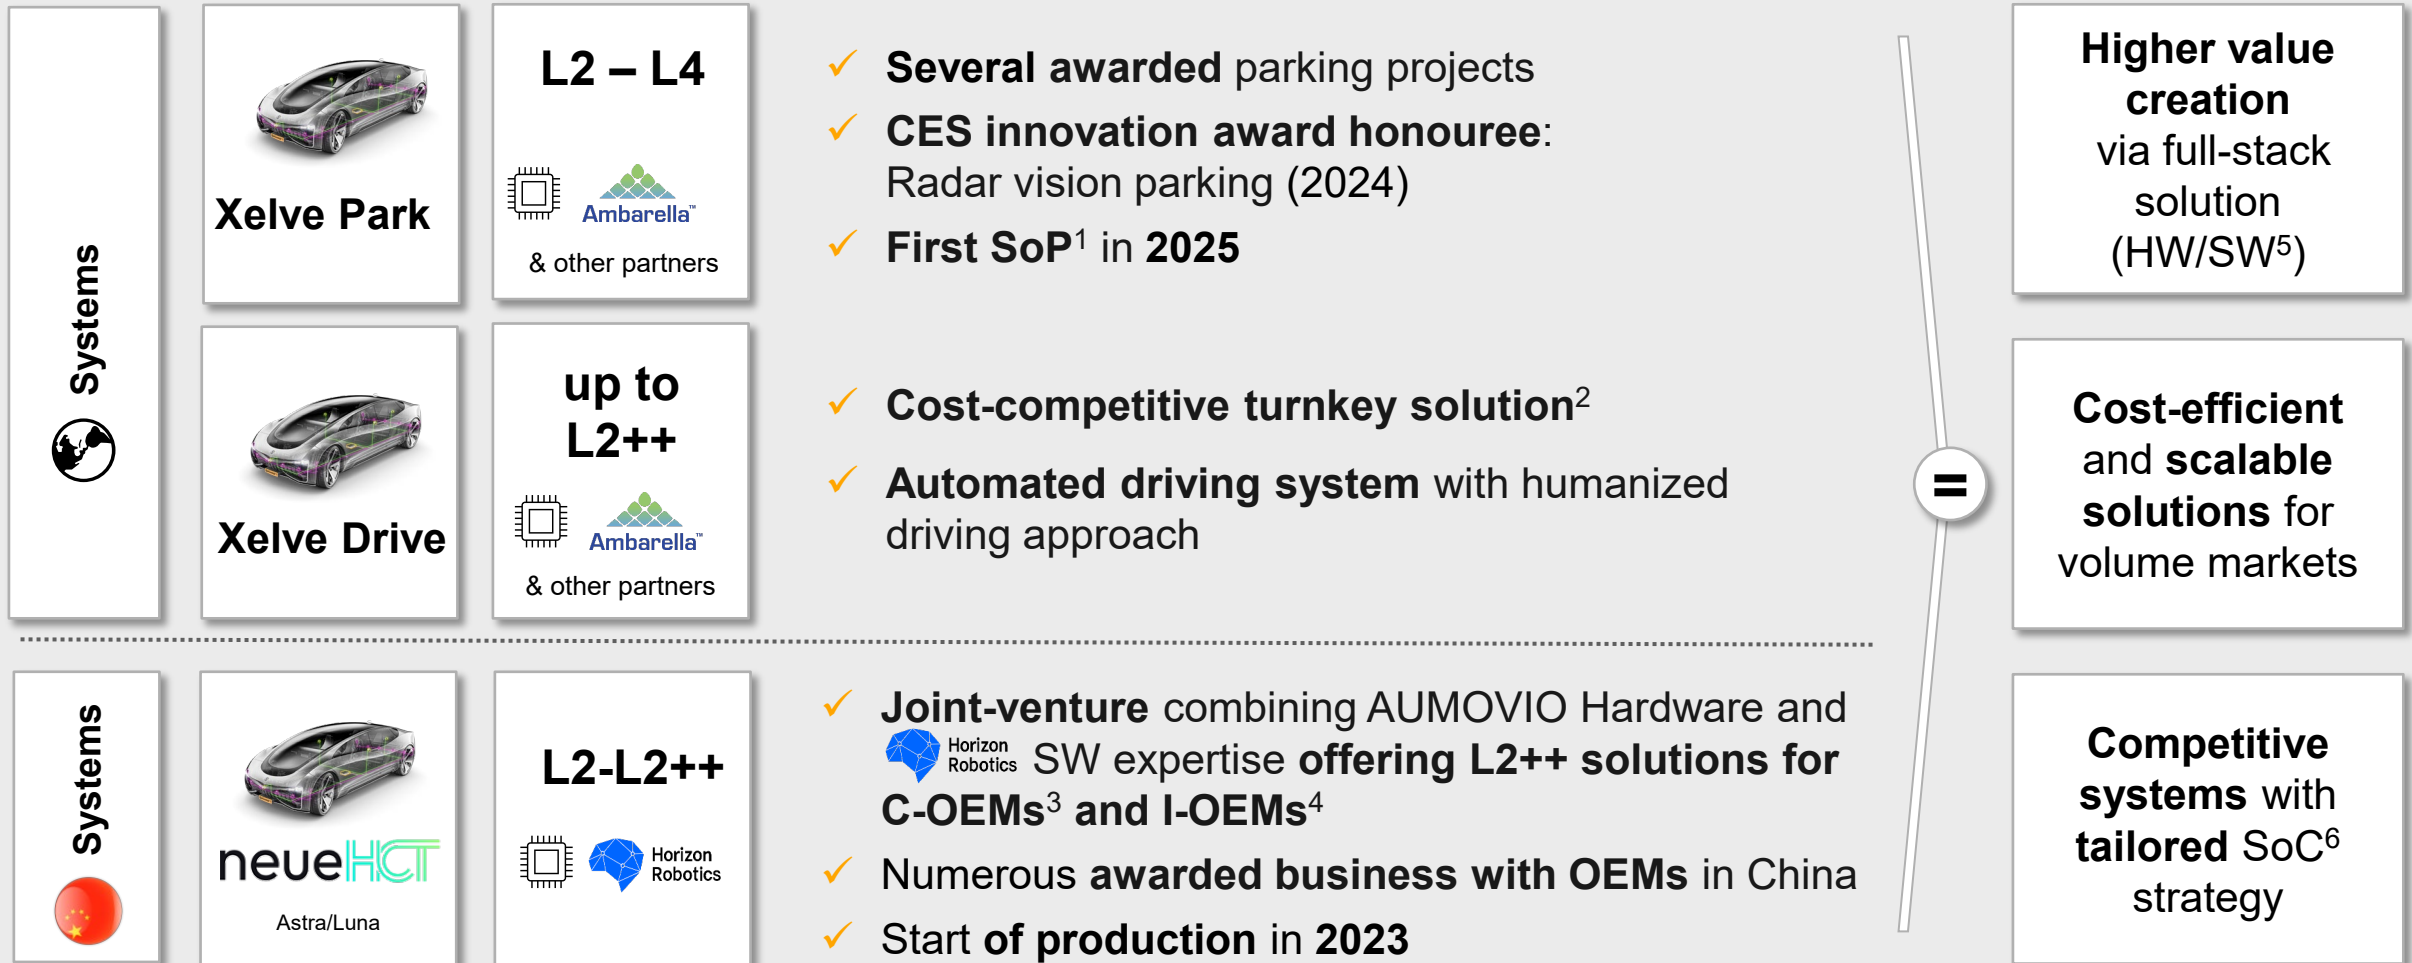 Systems
Xelve Park
L2 – L4
Ambarella™
& other partners
✓ Several awarded parking projects
✓ CES innovation award honouree:
Radar vision parking (2024)
✓ First SoP¹ in 2025
Xelve Drive
up to
L2++
Ambarella™
& other partners
✓ Cost-competitive turnkey solution²
✓ Automated driving system with humanized
driving approach
Systems
neueHCT
Astra/Luna
L2-L2++
Horizon
Robotics
✓ Joint-venture combining AUMOVIO Hardware and
Horizon Robotics SW expertise offering L2++ solutions for
C-OEMs³ and I-OEMs⁴
✓ Numerous awarded business with OEMs in China
✓ Start of production in 2023
=
Higher value
creation
via full-stack
solution
(HW/SW⁵)
Cost-efficient
and scalable
solutions for
volume markets
Competitive
systems with
tailored SoC⁶
strategy